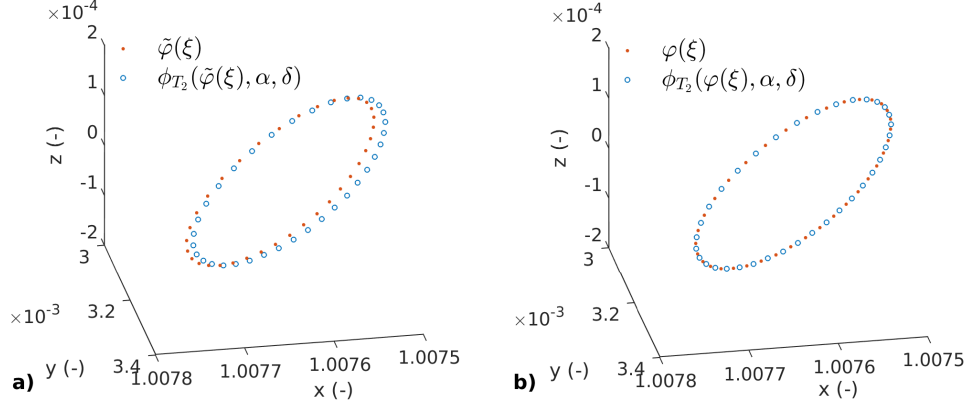 ×10⁻⁴
2
1
0
-1
-2
z (-)
φ̃(ξ)
ϕ_{T₂}(φ̃(ξ), α, δ)
3
3.2
3.4
×10⁻³
y (-)
1.0078
1.0077
1.0076
1.0075
x (-)
a)
×10⁻⁴
2
1
0
-1
-2
z (-)
φ(ξ)
ϕ_{T₂}(φ(ξ), α, δ)
3
3.2
3.4
×10⁻³
y (-)
1.0078
1.0077
1.0076
1.0075
x (-)
b)